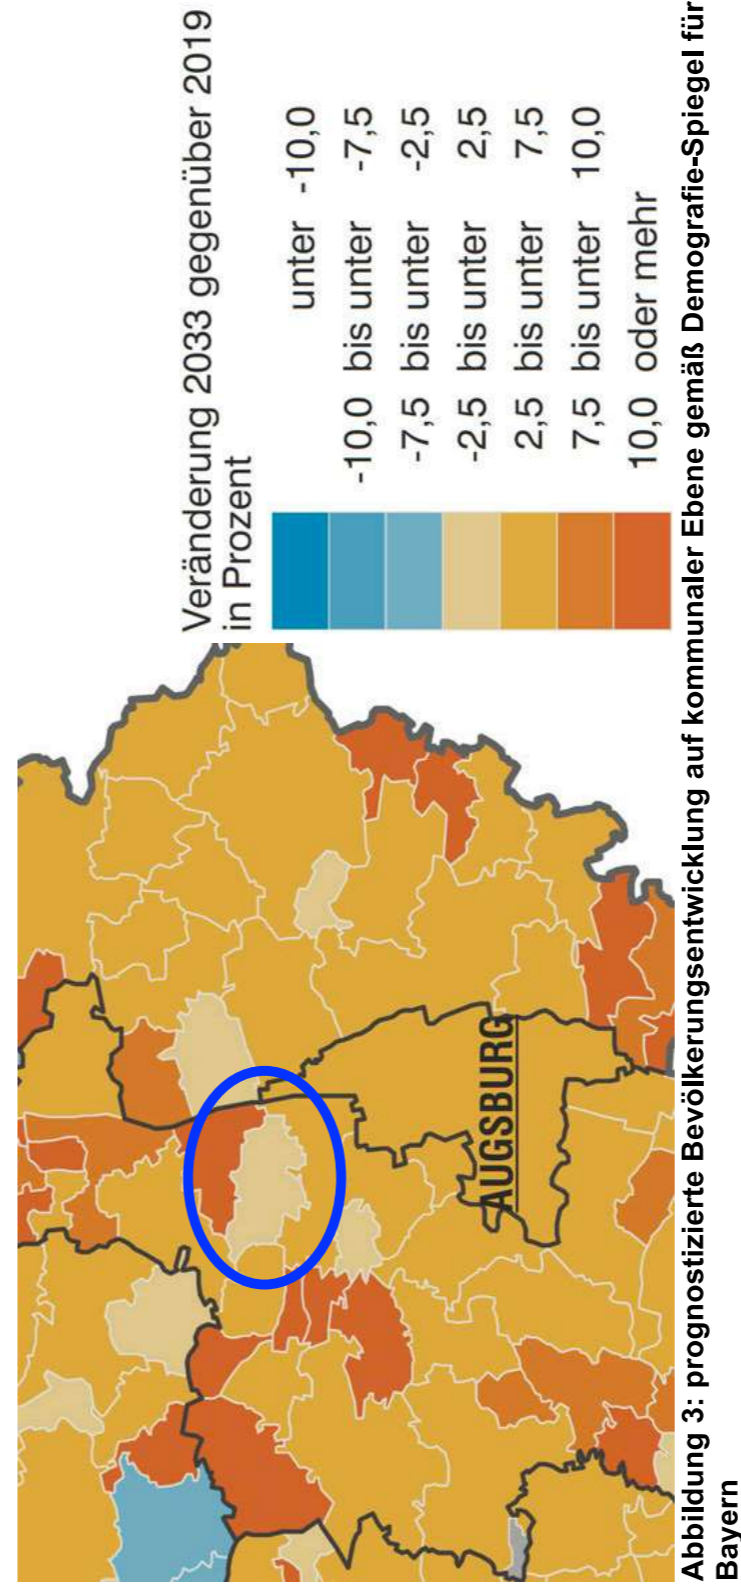 Veränderung 2033 gegenüber 2019
in Prozent
unter -10,0
-10,0 bis unter -7,5
-7,5 bis unter -2,5
-2,5 bis unter 2,5
2,5 bis unter 7,5
7,5 bis unter 10,0
10,0 oder mehr
AUGSBURG
Abbildung 3: prognostizierte Bevölkerungsentwicklung auf kommunaler Ebene gemäß Demografie-Spiegel für
Bayern